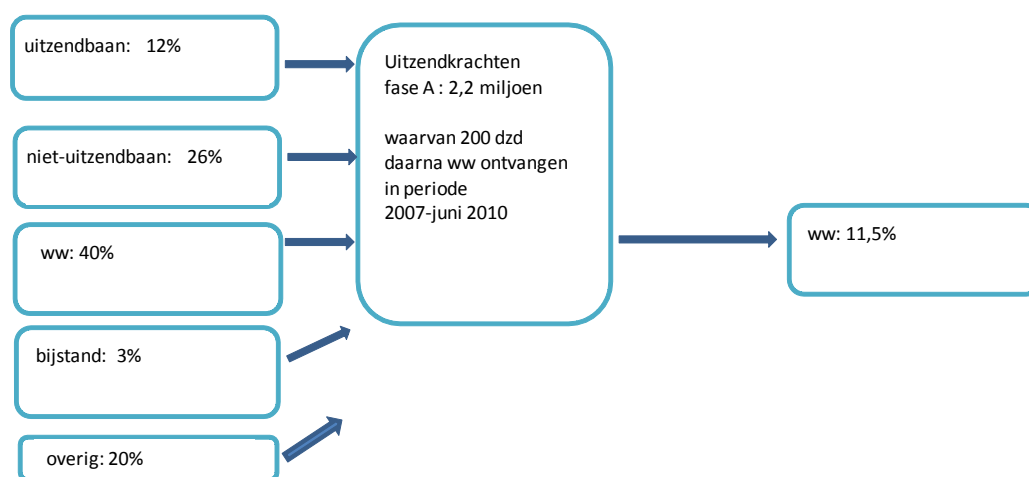 uitzendbaan: 12%
niet-uitzendbaan: 26%
ww: 40%
bijstand: 3%
overig: 20%
Uitzendkrachten
fase A : 2,2 miljoen
waarvan 200 dzd
daarna ww ontvangen
in periode
2007-juni 2010
ww: 11,5%